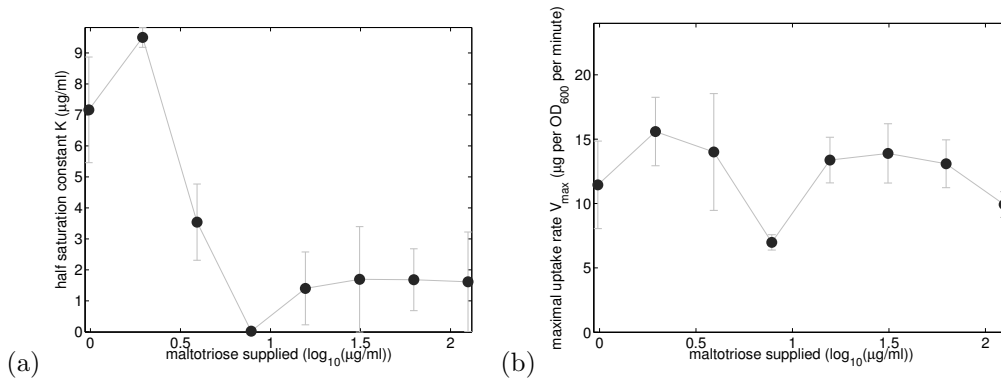 half saturation constant K (μg/ml)
9
8
7
6
5
4
3
2
1
0
0 0.5 1 1.5 2
maltotriose supplied (log10(μg/ml))
(a)
maximal uptake rate Vmax (μg per OD600 per minute)
20
15
10
5
0
0 0.5 1 1.5 2
maltotriose supplied (log10(μg/ml))
(b)